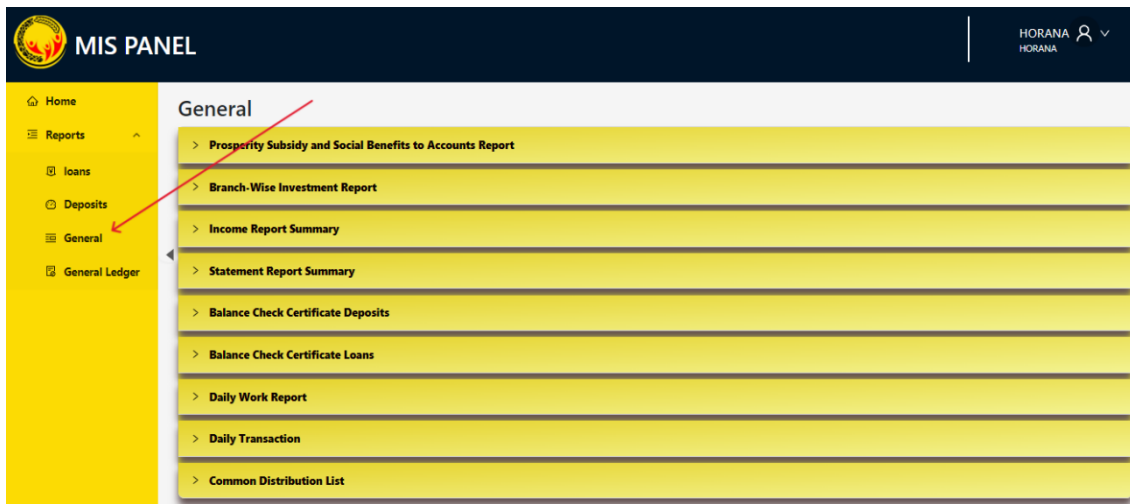 MIS PANEL
HORANA
HORANA
Home
Reports
loans
Deposits
General
General Ledger
General
Prosperity Subsidy and Social Benefits to Accounts Report
Branch-Wise Investment Report
Income Report Summary
Statement Report Summary
Balance Check Certificate Deposits
Balance Check Certificate Loans
Daily Work Report
Daily Transaction
Common Distribution List